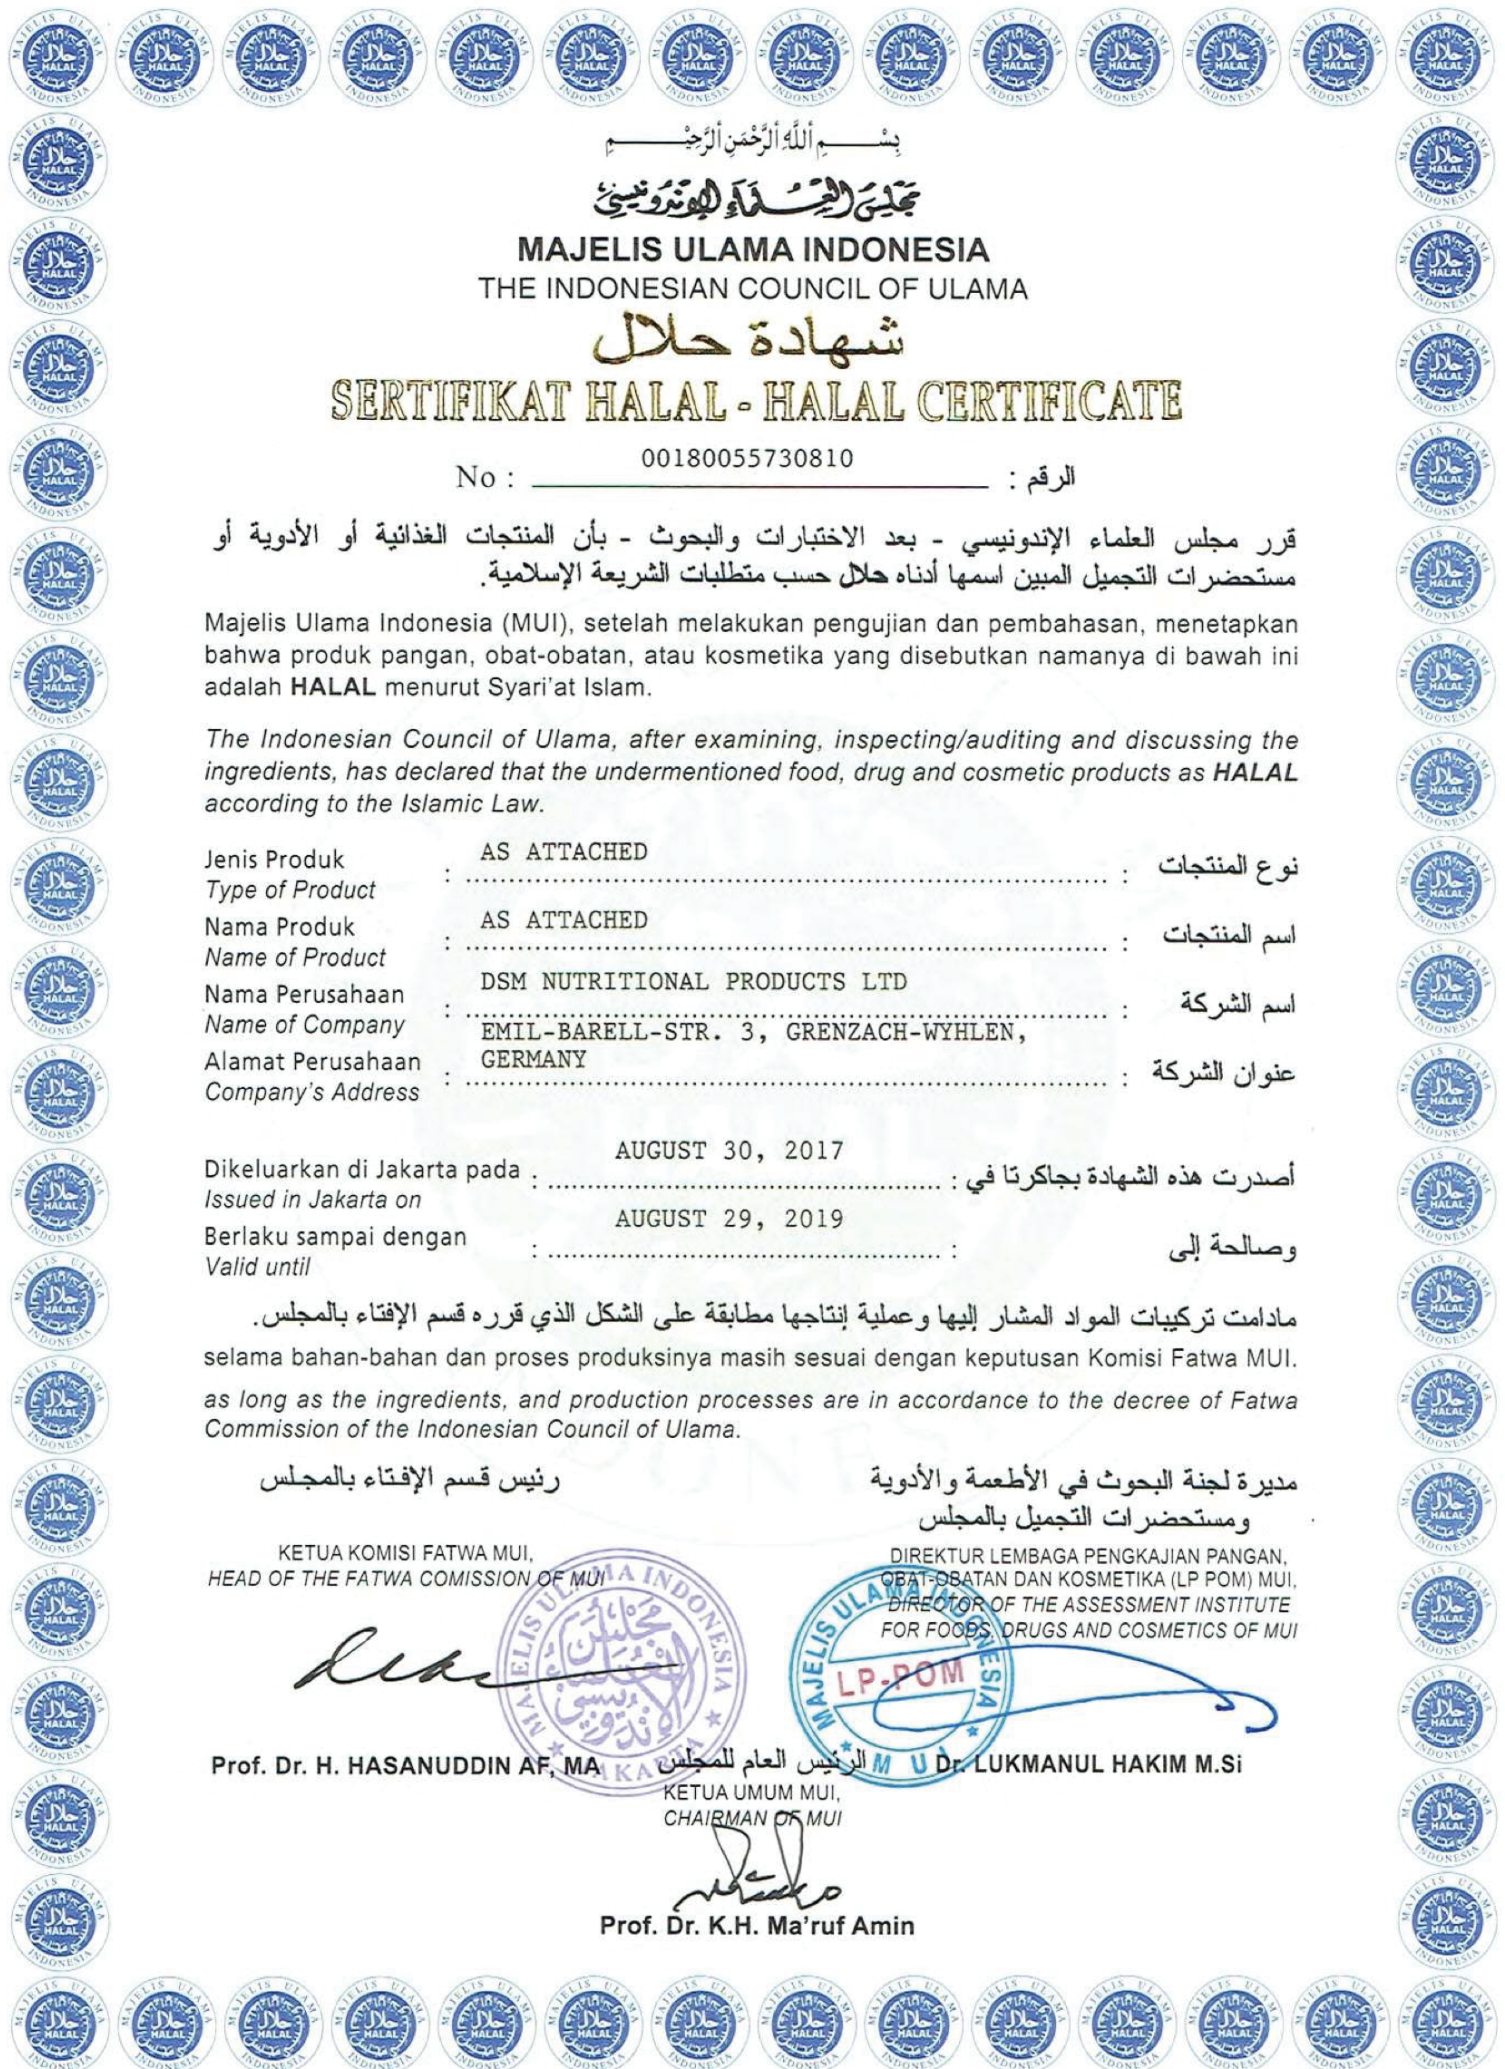 بِسْــــــمِ ٱللَّهِ ٱلرَّحْمَنِ ٱلرَّحِيْــــــمِ
مجلس العلماء الإندونيسي
MAJELIS ULAMA INDONESIA
THE INDONESIAN COUNCIL OF ULAMA
شهادة حلال
SERTIFIKAT HALAL - HALAL CERTIFICATE
No : 00180055730810 الرقم :
قرر مجلس العلماء الإندونيسي - بعد الاختبارات والبحوث - بأن المنتجات الغذائية أو الأدوية أو
مستحضرات التجميل المبين اسمها أدناه حلال حسب متطلبات الشريعة الإسلامية.
Majelis Ulama Indonesia (MUI), setelah melakukan pengujian dan pembahasan, menetapkan
bahwa produk pangan, obat-obatan, atau kosmetika yang disebutkan namanya di bawah ini
adalah HALAL menurut Syari'at Islam.
The Indonesian Council of Ulama, after examining, inspecting/auditing and discussing the
ingredients, has declared that the undermentioned food, drug and cosmetic products as HALAL
according to the Islamic Law.
Jenis Produk : AS ATTACHED : نوع المنتجات
Type of Product
Nama Produk : AS ATTACHED : اسم المنتجات
Name of Product
Nama Perusahaan : DSM NUTRITIONAL PRODUCTS LTD : اسم الشركة
Name of Company
EMIL-BARELL-STR. 3, GRENZACH-WYHLEN,
Alamat Perusahaan : GERMANY : عنوان الشركة
Company's Address
Dikeluarkan di Jakarta pada : AUGUST 30, 2017 أصدرت هذه الشهادة بجاكرتا في :
Issued in Jakarta on
Berlaku sampai dengan : AUGUST 29, 2019 : وصالحة إلى
Valid until
مادامت تركيبات المواد المشار إليها وعملية إنتاجها مطابقة على الشكل الذي قرره قسم الإفتاء بالمجلس.
selama bahan-bahan dan proses produksinya masih sesuai dengan keputusan Komisi Fatwa MUI.
as long as the ingredients, and production processes are in accordance to the decree of Fatwa
Commission of the Indonesian Council of Ulama.
رئيس قسم الإفتاء بالمجلس
KETUA KOMISI FATWA MUI,
HEAD OF THE FATWA COMISSION OF MUI
MAJELIS ULAMA INDONESIA
JAKARTA
Prof. Dr. H. HASANUDDIN AF, MA
مديرة لجنة البحوث في الأطعمة والأدوية
ومستحضرات التجميل بالمجلس
DIREKTUR LEMBAGA PENGKAJIAN PANGAN,
OBAT-OBATAN DAN KOSMETIKA (LP POM) MUI,
DIRECTOR OF THE ASSESSMENT INSTITUTE
FOR FOODS, DRUGS AND COSMETICS OF MUI
MAJELIS ULAMA INDONESIA
LP-POM
M U I
Dr. LUKMANUL HAKIM M.Si
الرئيس العام للمجلس
KETUA UMUM MUI,
CHAIRMAN OF MUI
Prof. Dr. K.H. Ma'ruf Amin
MAJELIS ULAMA
حلال
HALAL
INDONESIA